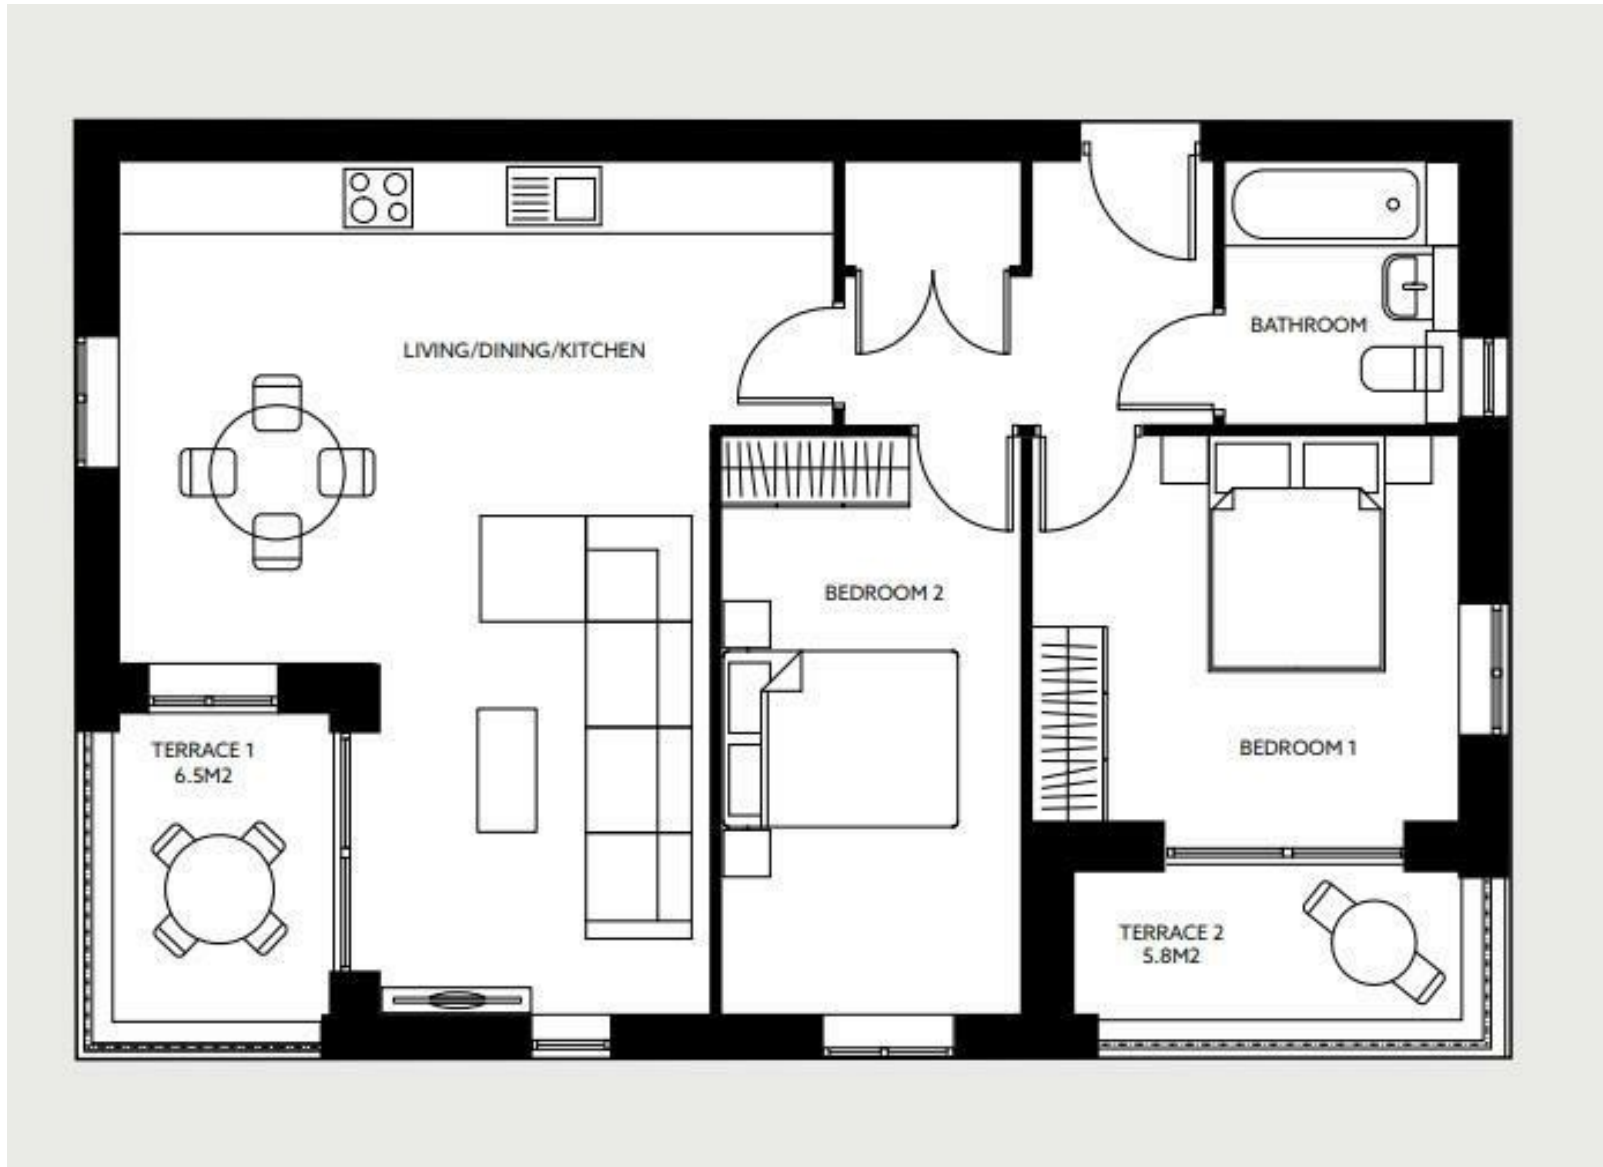 BATHROOM
LIVING/DINING/KITCHEN
BEDROOM 2
BEDROOM 1
TERRACE 1
6.5M2
TERRACE 2
5.8M2